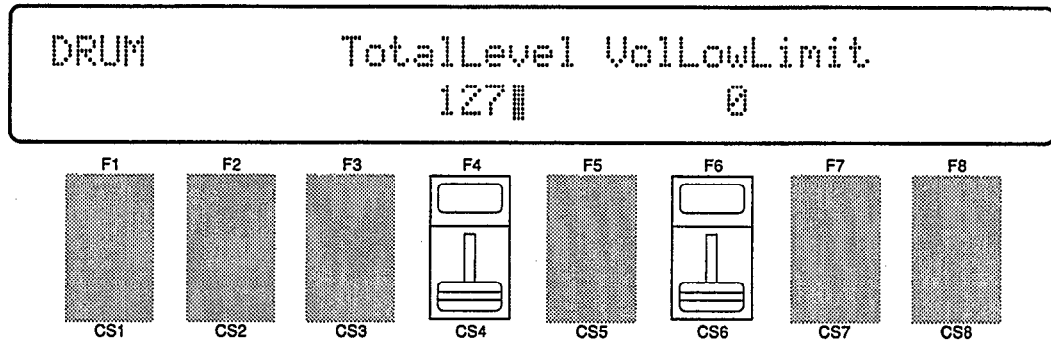 DRUM TotalLevel VolLowLimit
127 0
F1 F2 F3 F4 F5 F6 F7 F8
CS1 CS2 CS3 CS4 CS5 CS6 CS7 CS8